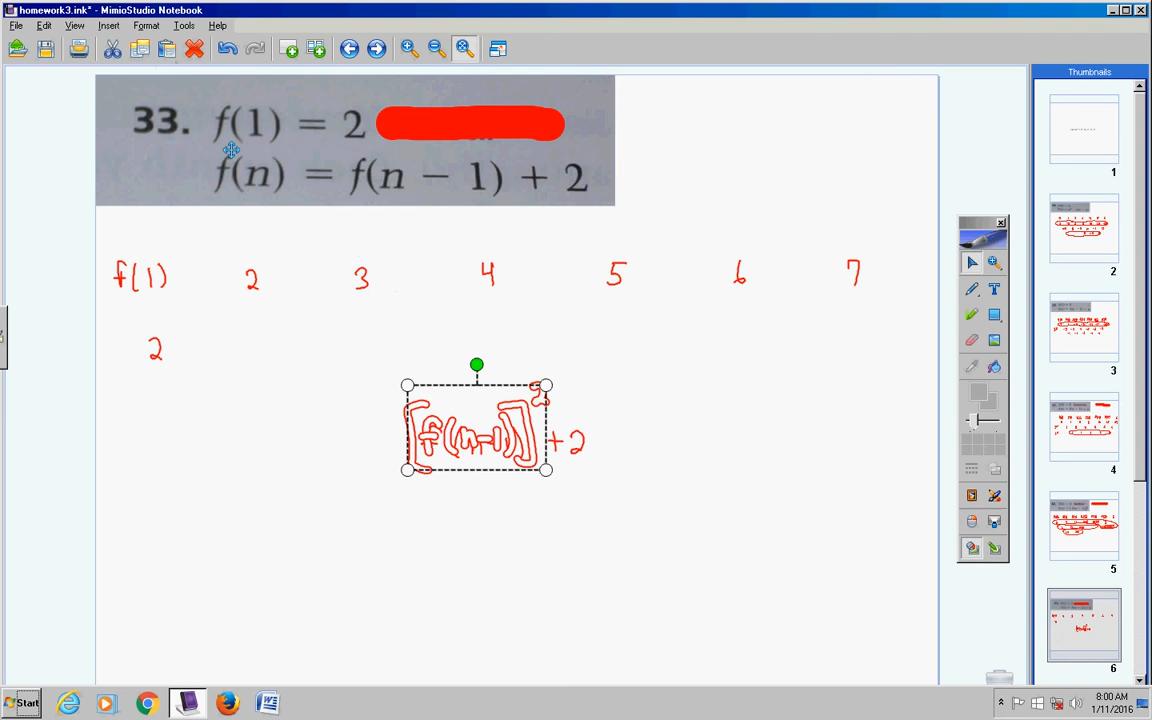 homework3.ink* - MimioStudio Notebook
File Edit View Insert Format Tools Help
Thumbnails
33. f(1) = 2
f(n) = f(n − 1) + 2
f(1) 2 3 4 5 6 7
2
[f(n-1)]² + 2
1
2
3
4
5
6
Start
8:00 AM
1/11/2016